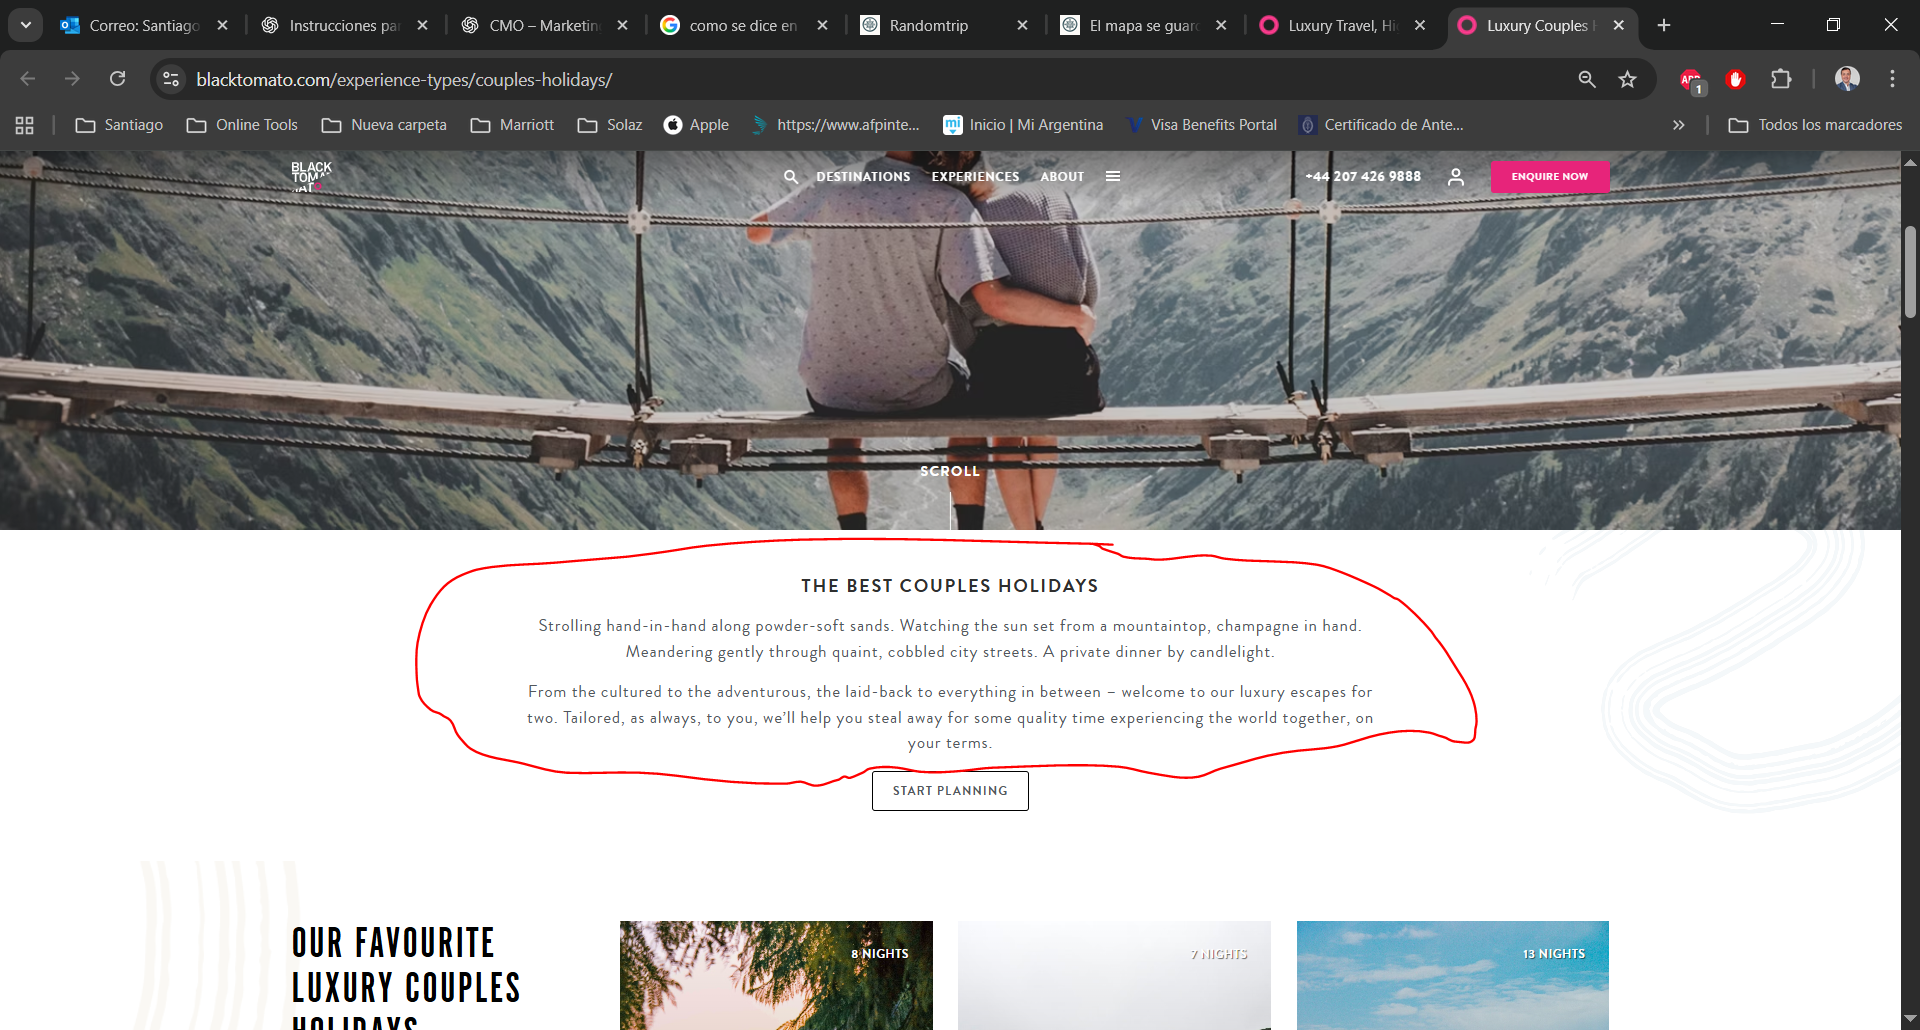 Correo: Santiago
Instrucciones par
CMO – Marketin
como se dice en
Randomtrip
El mapa se guard
Luxury Travel, Hi
Luxury Couples
blacktomato.com/experience-types/couples-holidays/
1
Santiago
Online Tools
Nueva carpeta
Marriott
Solaz
Apple
https://www.afpinte...
mi
Inicio | Mi Argentina
Visa Benefits Portal
Certificado de Ante...
»
Todos los marcadores
BLACK
TOMA
ATO
DESTINATIONS
EXPERIENCES
ABOUT
+44 207 426 9888
ENQUIRE NOW
SCROLL
THE BEST COUPLES HOLIDAYS
Strolling hand-in-hand along powder-soft sands. Watching the sun set from a mountaintop, champagne in hand.
Meandering gently through quaint, cobbled city streets. A private dinner by candlelight.
From the cultured to the adventurous, the laid-back to everything in between – welcome to our luxury escapes for
two. Tailored, as always, to you, we'll help you steal away for some quality time experiencing the world together, on
your terms.
START PLANNING
OUR FAVOURITE
LUXURY COUPLES
HOLIDAYS
8 NIGHTS
7 NIGHTS
13 NIGHTS